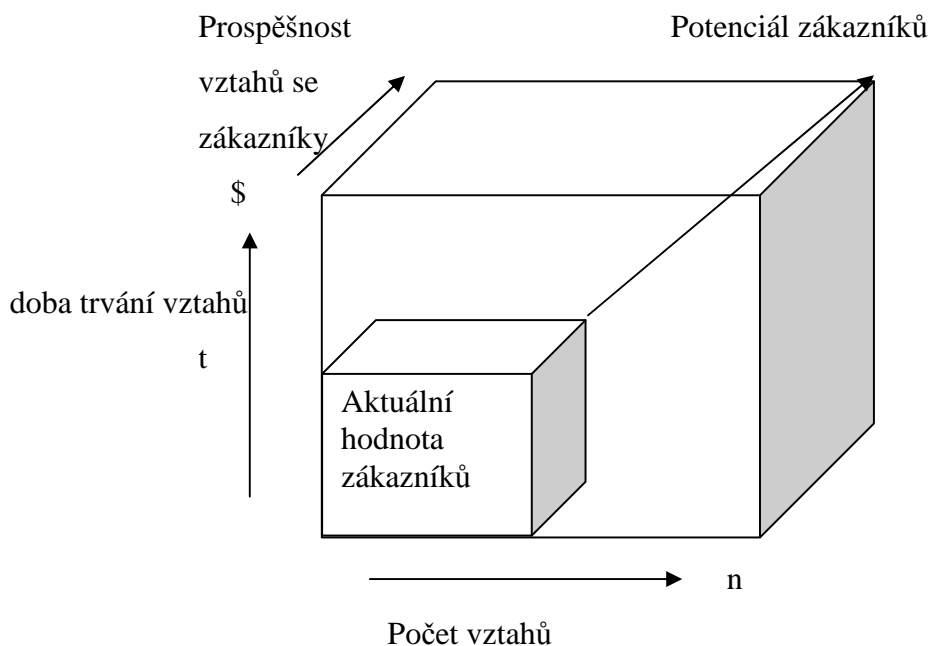 Prospěšnost
vztahů se
zákazníky
$
Potenciál zákazníků
doba trvání vztahů
t
Aktuální
hodnota
zákazníků
n
Počet vztahů